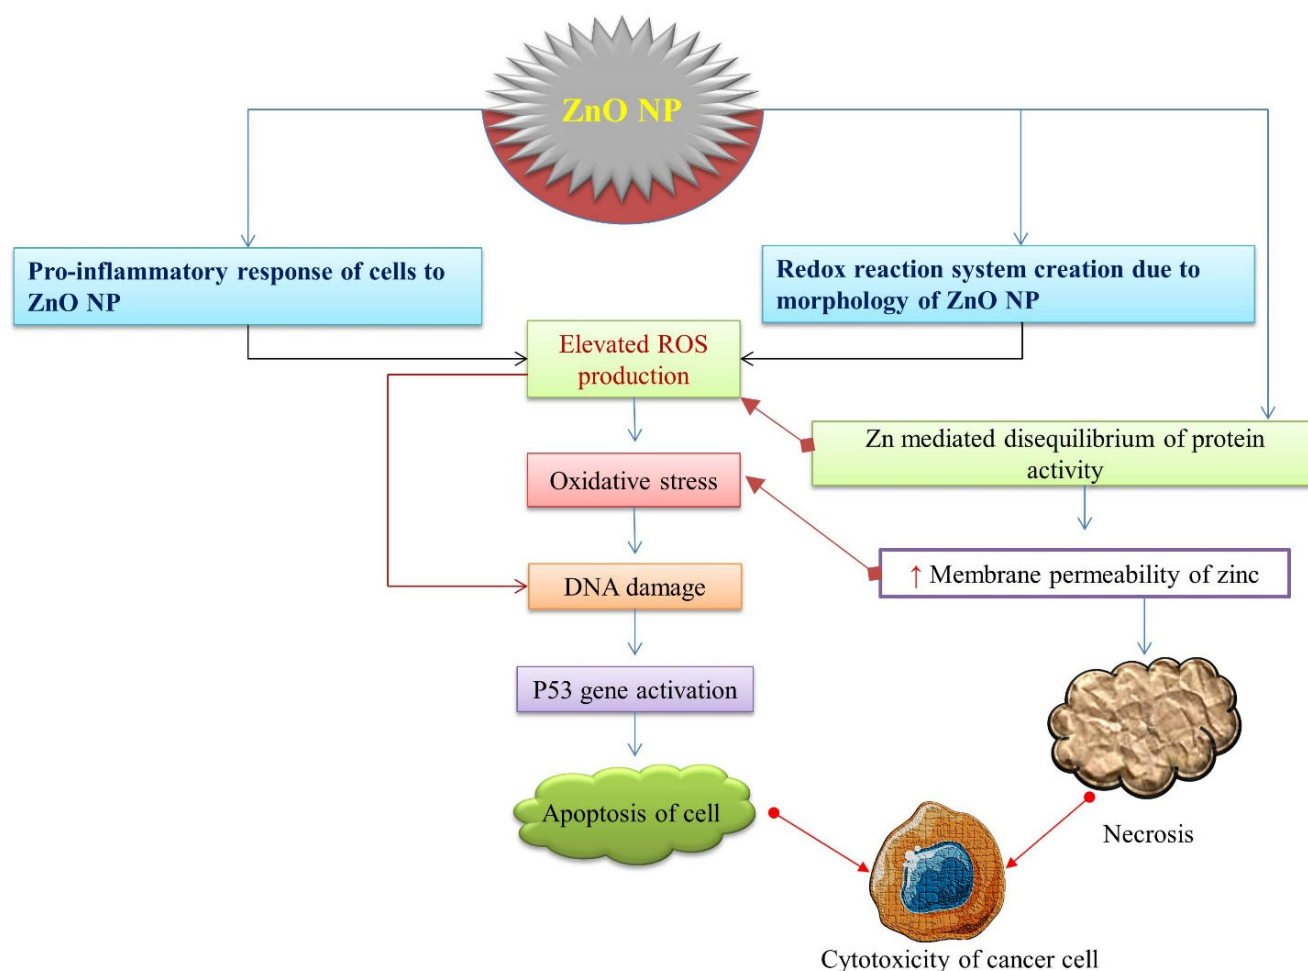 ZnO NP
Pro-inflammatory response of cells to
ZnO NP
Redox reaction system creation due to
morphology of ZnO NP
Elevated ROS
production
Zn mediated disequilibrium of protein
activity
Oxidative stress
↑ Membrane permeability of zinc
DNA damage
P53 gene activation
Apoptosis of cell
Necrosis
Cytotoxicity of cancer cell